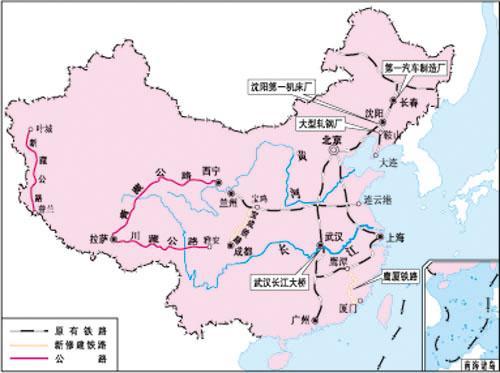 第一汽车制造厂
沈阳第一机床厂
长春
沈阳
大型轧钢厂
鞍山
北京
大连
叶城
新藏公路
普兰
青藏公路
西宁
兰州
黄河
宝鸡
连云港
宝成铁路
拉萨
川藏公路
雅安
成都
长江
武汉
上海
鹰潭
武汉长江大桥
鹰厦铁路
厦门
广州
原有铁路
新修建铁路
公路
南海诸岛